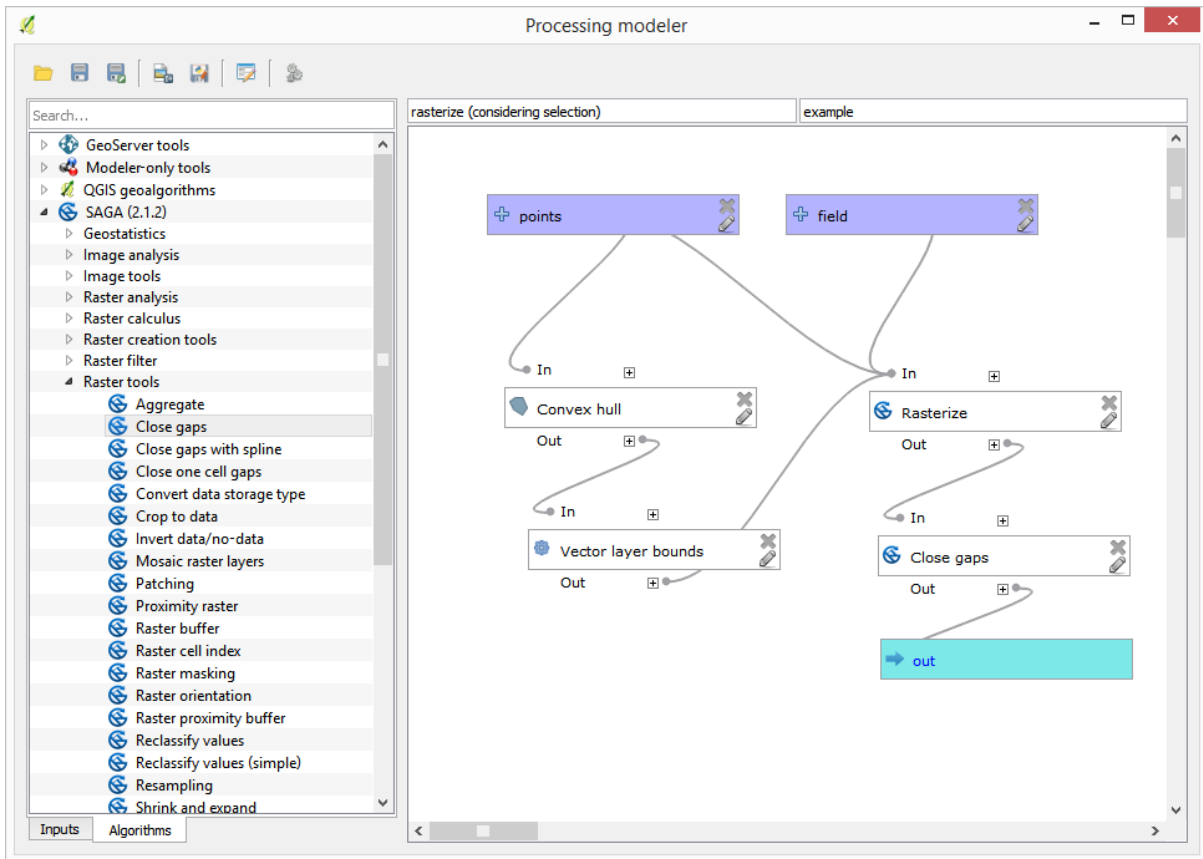 Processing modeler
Search...
rasterize (considering selection)
example
GeoServer tools
Modeler-only tools
QGIS geoalgorithms
SAGA (2.1.2)
Geostatistics
Image analysis
Image tools
Raster analysis
Raster calculus
Raster creation tools
Raster filter
Raster tools
Aggregate
Close gaps
Close gaps with spline
Close one cell gaps
Convert data storage type
Crop to data
Invert data/no-data
Mosaic raster layers
Patching
Proximity raster
Raster buffer
Raster cell index
Raster masking
Raster orientation
Raster proximity buffer
Reclassify values
Reclassify values (simple)
Resampling
Shrink and expand
Inputs
Algorithms
points
field
In
Convex hull
Out
In
Rasterize
Out
In
Vector layer bounds
Out
In
Close gaps
Out
out